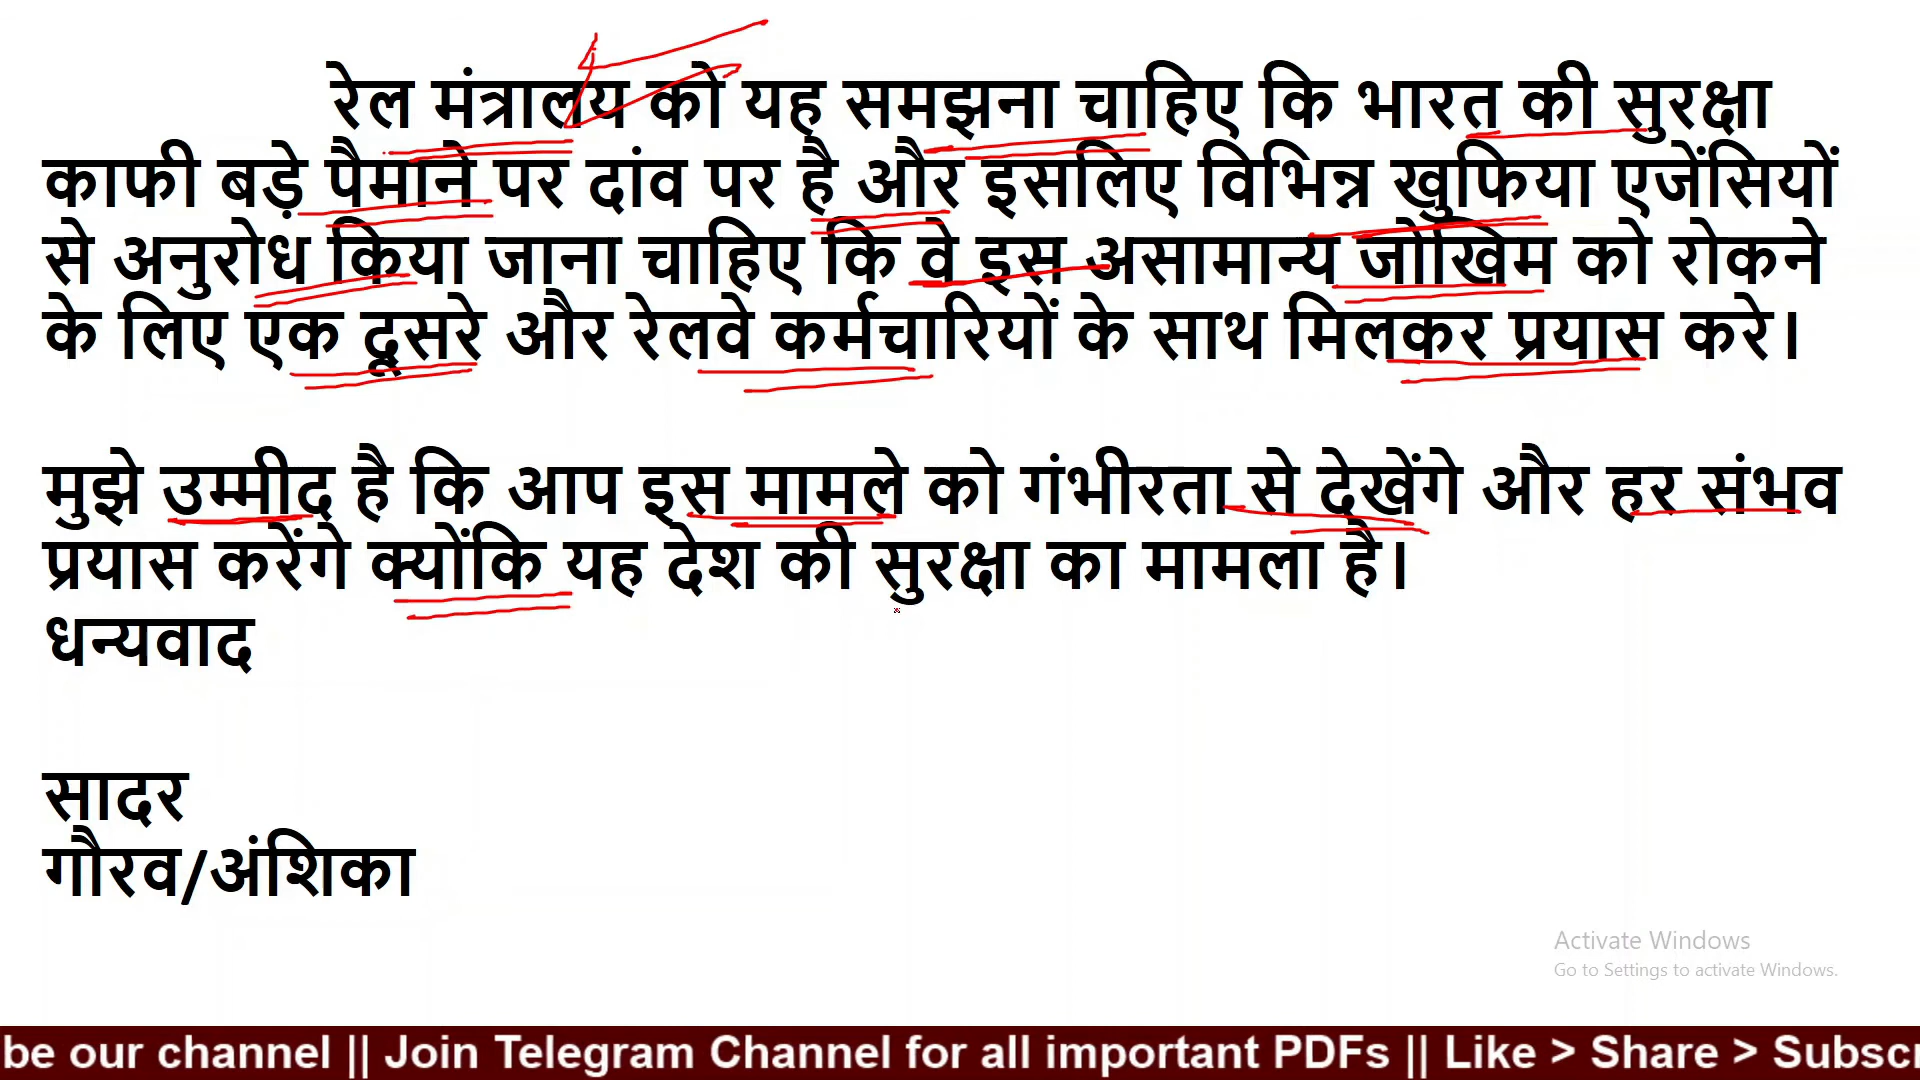 रेल मंत्रालय को यह समझना चाहिए कि भारत की सुरक्षा
काफी बड़े पैमाने पर दांव पर है और इसलिए विभिन्न खुफिया एजेंसियों
से अनुरोध किया जाना चाहिए कि वे इस असामान्य जोखिम को रोकने
के लिए एक दूसरे और रेलवे कर्मचारियों के साथ मिलकर प्रयास करे।
मुझे उम्मीद है कि आप इस मामले को गंभीरता से देखेंगे और हर संभव
प्रयास करेंगे क्योंकि यह देश की सुरक्षा का मामला है।
धन्यवाद
सादर
गौरव/अंशिका
Activate Windows
Go to Settings to activate Windows.
be our channel || Join Telegram Channel for all important PDFs || Like > Share > Subscr